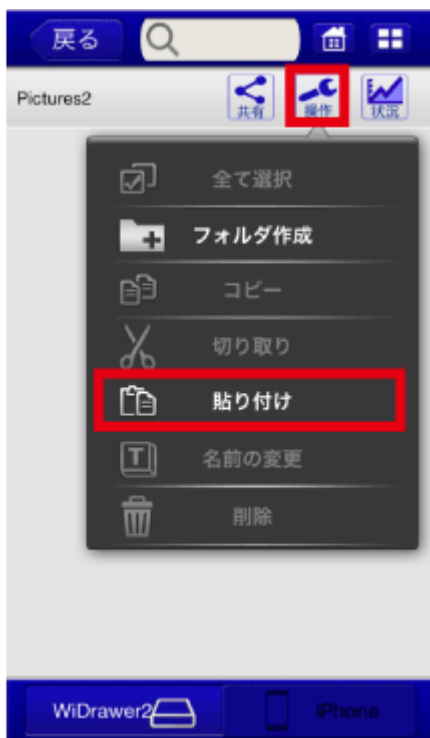 戻る
Pictures2
共有
操作
状況
全て選択
フォルダ作成
コピー
切り取り
貼り付け
名前の変更
削除
WiDrawer2
iPhone